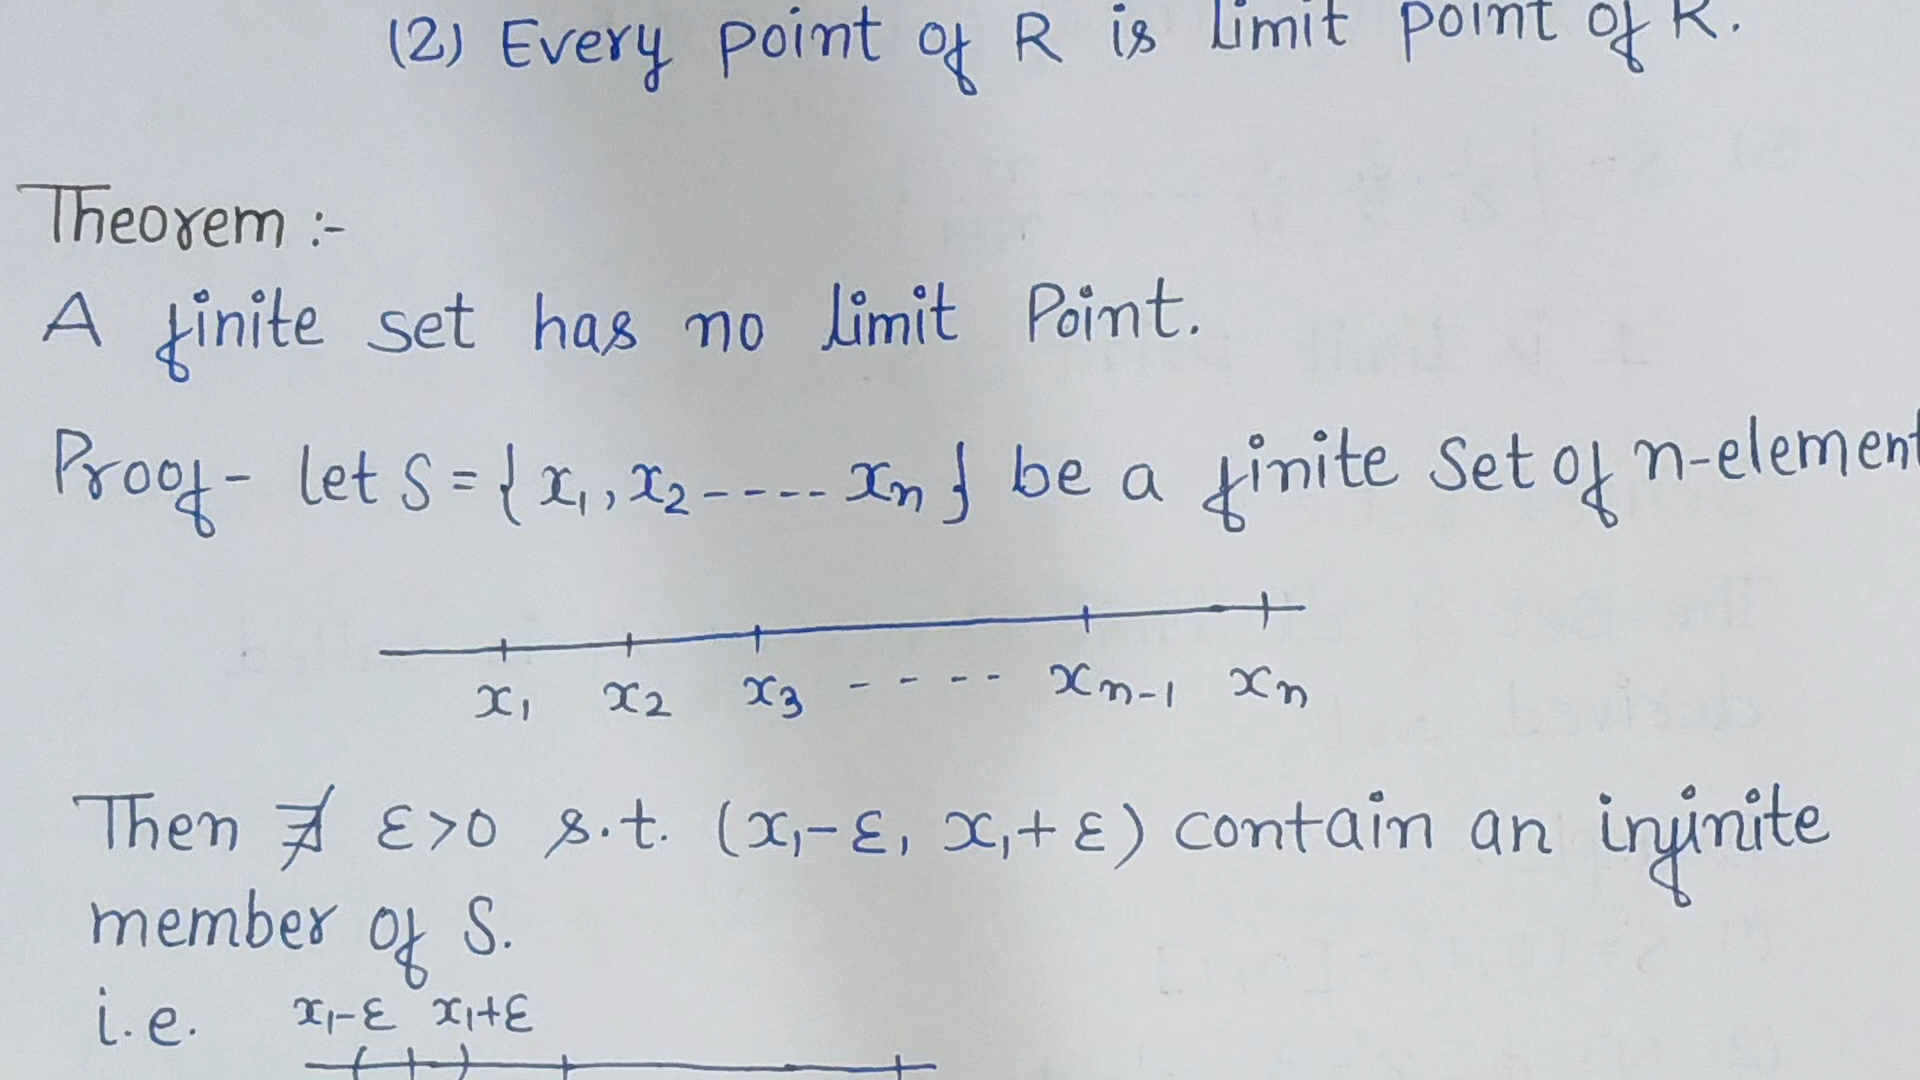 (2) Every point of R is limit point of R.
Theorem :-
A finite set has no limit Point.
Proof - let S = { x₁, x₂ ---- xₙ } be a finite set of n-element
x₁ x₂ x₃ ---- xₙ₋₁ xₙ
Then ∄ ε>0 s.t. (x₁-ε, x₁+ε) contain an infinite
member of S.
i.e. x₁-ε x₁+ε